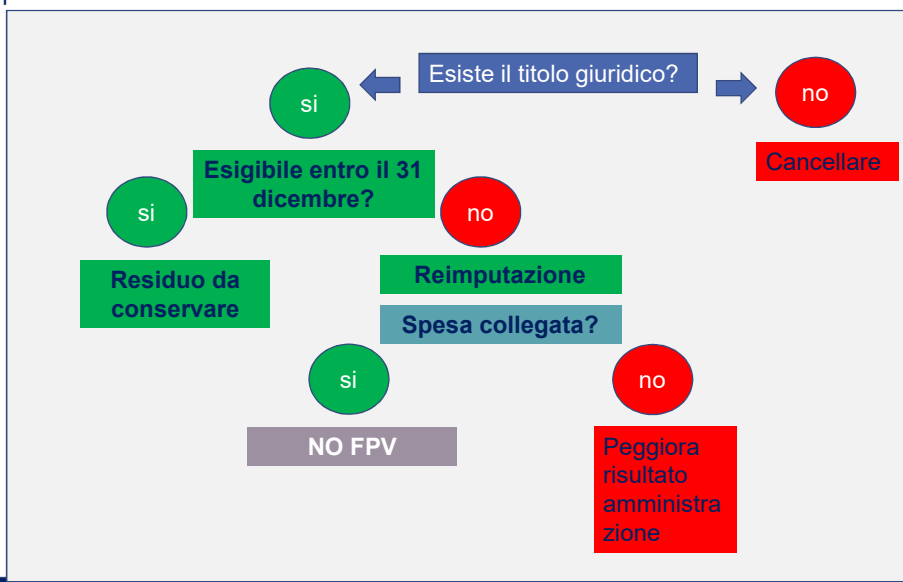 Esiste il titolo giuridico?
si
no
Cancellare
Esigibile entro il 31
dicembre?
si
no
Residuo da
conservare
Reimputazione
Spesa collegata?
si
no
NO FPV
Peggiora
risultato
amministra
zione